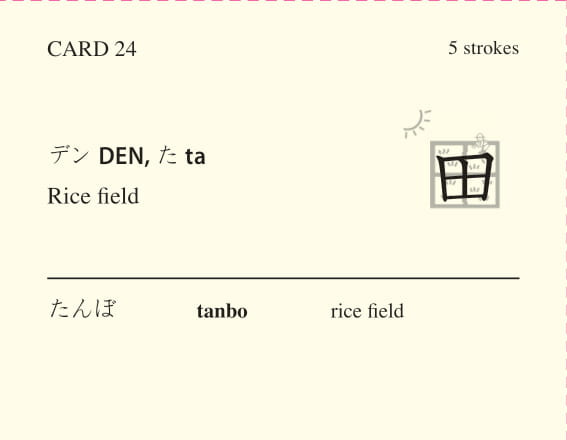 CARD 24
5 strokes
デン DEN, た ta
Rice field
田
たんぼ tanbo rice field